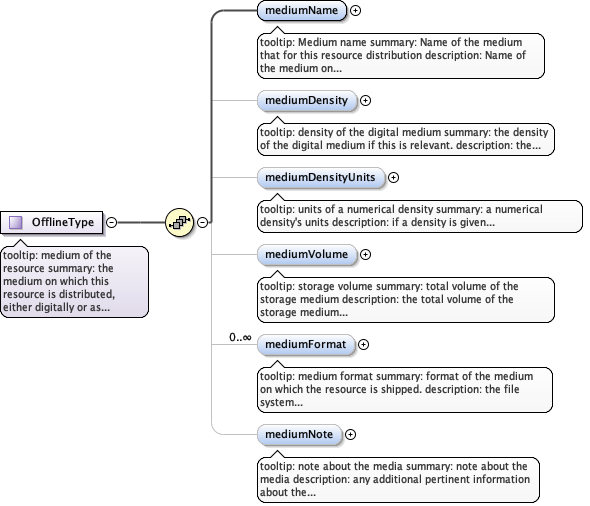 mediumName
tooltip: Medium name summary: Name of the medium
that for this resource distribution description: Name of
the medium on...
mediumDensity
tooltip: density of the digital medium summary: the density
of the digital medium if this is relevant. description: the...
mediumDensityUnits
tooltip: units of a numerical density summary: a numerical
density's units description: if a density is given...
OfflineType
tooltip: medium of the
resource summary: the
medium on which this
resource is distributed,
either digitally or as...
mediumVolume
tooltip: storage volume summary: total volume of the
storage medium description: the total volume of the
storage medium...
0..∞
mediumFormat
tooltip: medium format summary: format of the medium
on which the resource is shipped. description: the file
system...
mediumNote
tooltip: note about the media summary: note about the
media description: any additional pertinent information
about the...